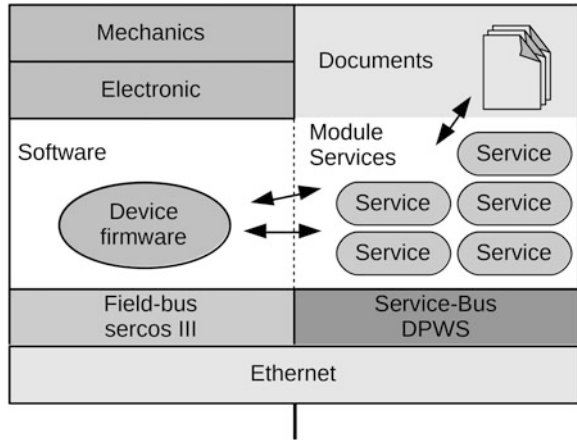 Mechanics
Electronic
Documents
Software
Module
Services
Service
Service
Service
Service
Service
Device
firmware
Field-bus
sercos III
Service-Bus
DPWS
Ethernet